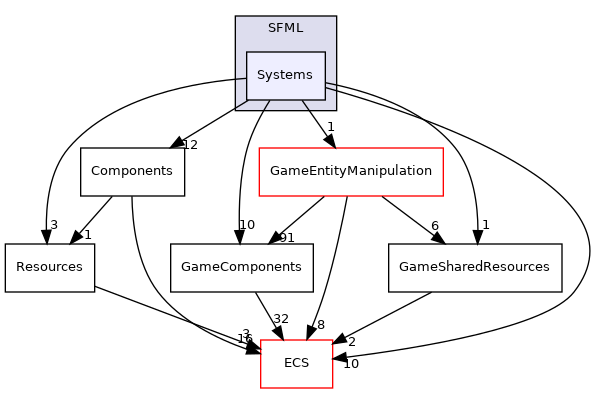 SFML
Systems
1
12
Components
GameEntityManipulation
3
10
6
1
1
91
Resources
GameComponents
GameSharedResources
32
8
3
16
2
10
ECS